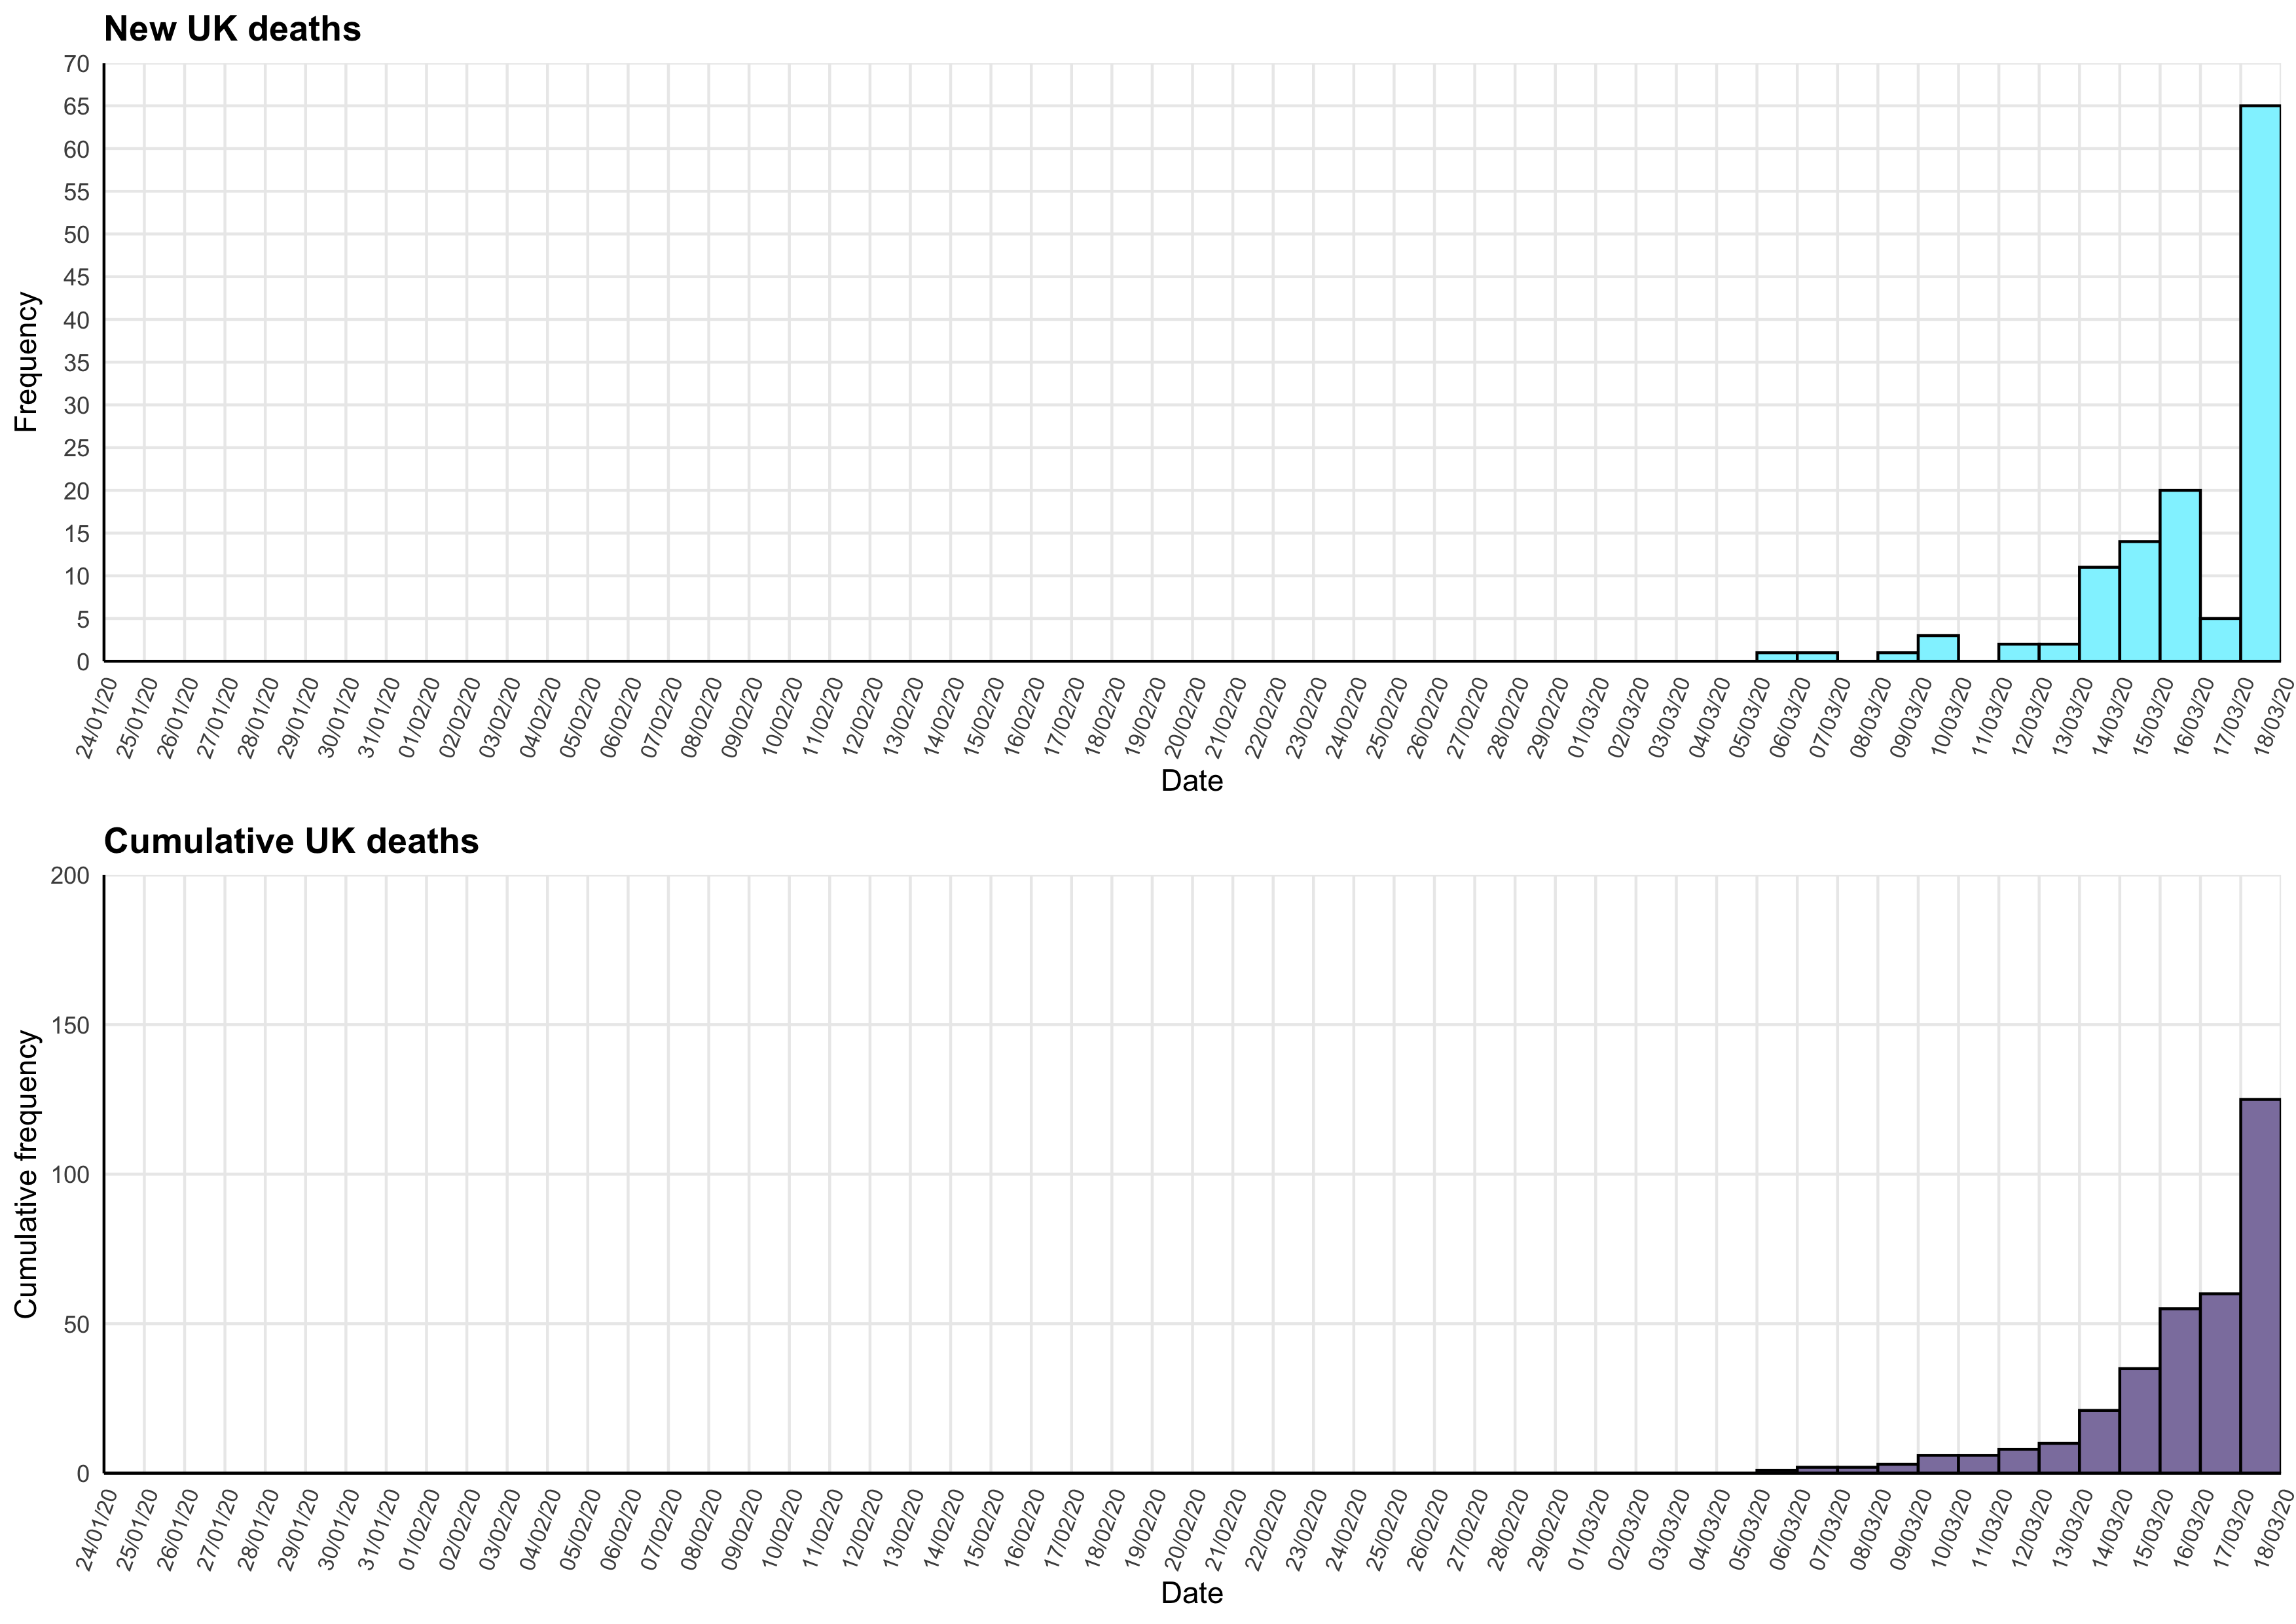 New UK deaths
70
65
60
55
50
45
40
35
30
25
20
15
10
5
0
Frequency
24/01/20 25/01/20 26/01/20 27/01/20 28/01/20 29/01/20 30/01/20 31/01/20 01/02/20 02/02/20 03/02/20 04/02/20 05/02/20 06/02/20 07/02/20 08/02/20 09/02/20 10/02/20 11/02/20 12/02/20 13/02/20 14/02/20 15/02/20 16/02/20 17/02/20 18/02/20 19/02/20 20/02/20 21/02/20 22/02/20 23/02/20 24/02/20 25/02/20 26/02/20 27/02/20 28/02/20 29/02/20 01/03/20 02/03/20 03/03/20 04/03/20 05/03/20 06/03/20 07/03/20 08/03/20 09/03/20 10/03/20 11/03/20 12/03/20 13/03/20 14/03/20 15/03/20 16/03/20 17/03/20 18/03/20
Date
Cumulative UK deaths
200
150
100
50
0
Cumulative frequency
24/01/20 25/01/20 26/01/20 27/01/20 28/01/20 29/01/20 30/01/20 31/01/20 01/02/20 02/02/20 03/02/20 04/02/20 05/02/20 06/02/20 07/02/20 08/02/20 09/02/20 10/02/20 11/02/20 12/02/20 13/02/20 14/02/20 15/02/20 16/02/20 17/02/20 18/02/20 19/02/20 20/02/20 21/02/20 22/02/20 23/02/20 24/02/20 25/02/20 26/02/20 27/02/20 28/02/20 29/02/20 01/03/20 02/03/20 03/03/20 04/03/20 05/03/20 06/03/20 07/03/20 08/03/20 09/03/20 10/03/20 11/03/20 12/03/20 13/03/20 14/03/20 15/03/20 16/03/20 17/03/20 18/03/20
Date